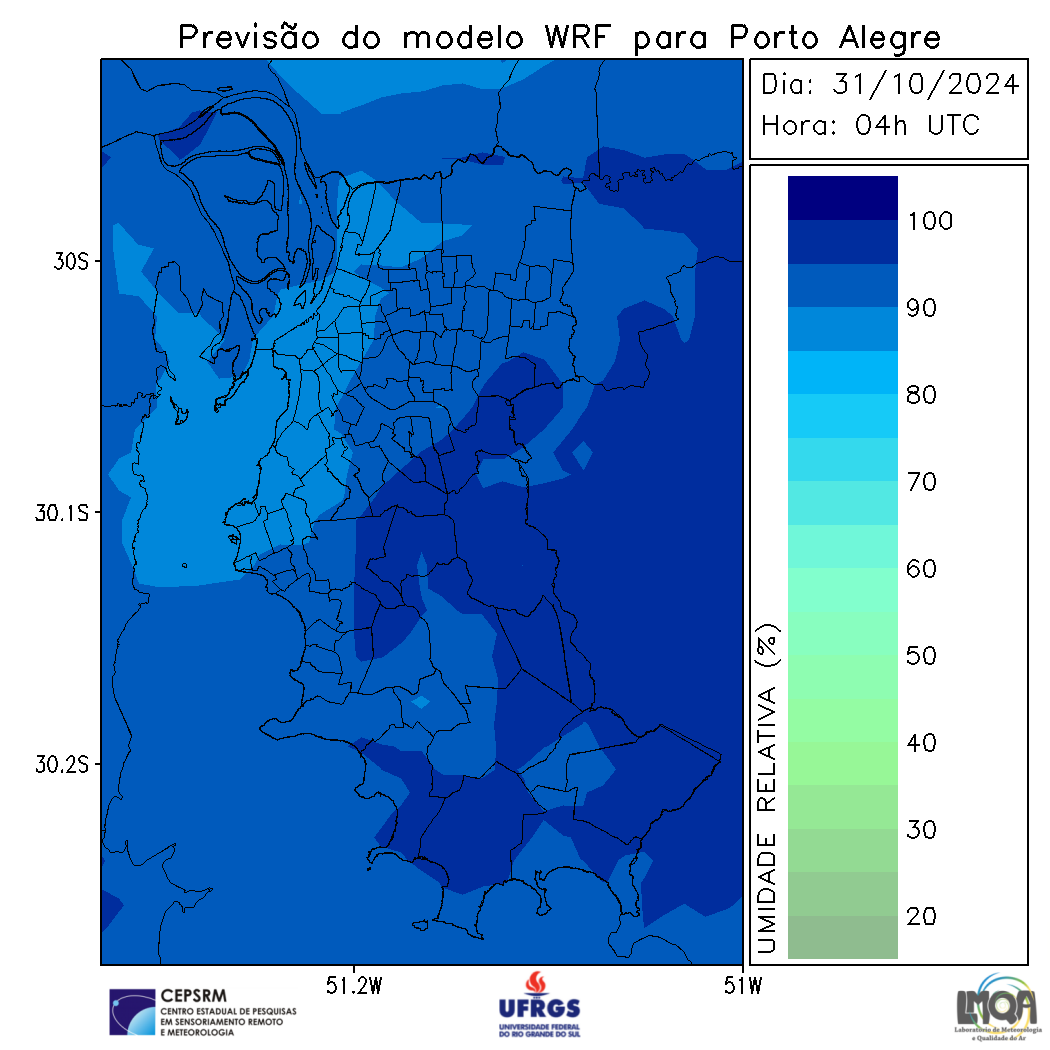 Previsão do modelo WRF para Porto Alegre
Dia: 31/10/2024
Hora: 04h UTC
30S
30.1S
30.2S
51.2W
51W
UMIDADE RELATIVA (%)
100
90
80
70
60
50
40
30
20
CEPSRM
CENTRO ESTADUAL DE PESQUISAS
EM SENSORIAMENTO REMOTO
E METEOROLOGIA
UFRGS
UNIVERSIDADE FEDERAL
DO RIO GRANDE DO SUL
LMQA
Laboratório de Meteorologia
e Qualidade do Ar